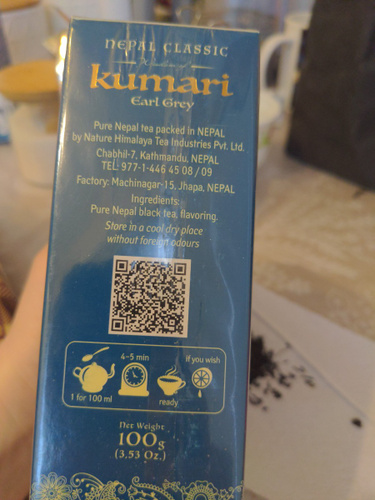 NEPAL CLASSIC
kumari
Earl Grey
Pure Nepal tea packed in NEPAL
by Nature Himalaya Tea Industries Pvt. Ltd.
Chabhil-7, Kathmandu, NEPAL
TEL: 977-1-446 45 08 / 09
Factory: Machinagar-15, Jhapa, NEPAL
Ingredients:
Pure Nepal black tea, flavoring.
Store in a cool dry place
without foreign odours
4-5 min
if you wish
1 for 100 ml
ready
Net Weight
100g
(3.53 Oz.)